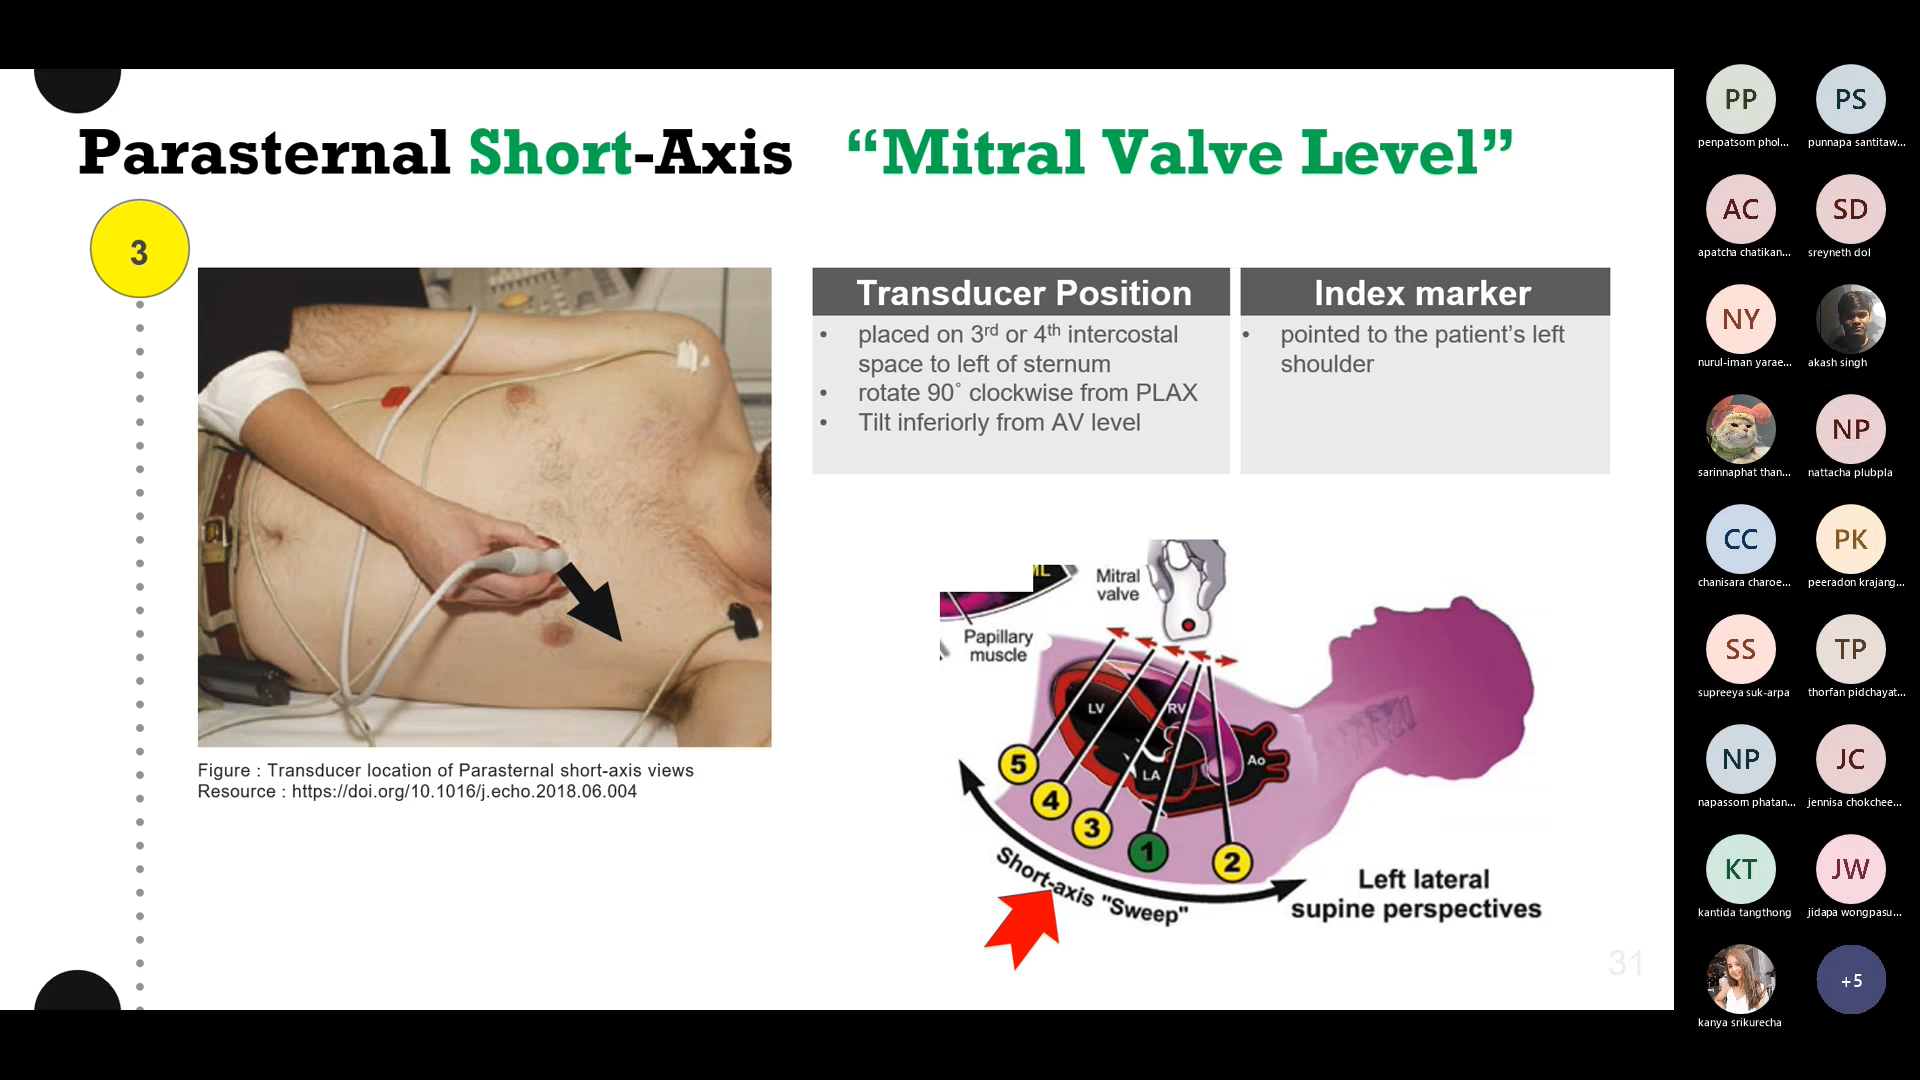 Parasternal Short-Axis “Mitral Valve Level”
3
Transducer Position
• placed on 3rd or 4th intercostal
space to left of sternum
• rotate 90˚ clockwise from PLAX
• Tilt inferiorly from AV level
Index marker
• pointed to the patient’s left
shoulder
Figure : Transducer location of Parasternal short-axis views
Resource : https://doi.org/10.1016/j.echo.2018.06.004
Mitral
valve
Papillary
muscle
LV
RV
LA
Ao
5
4
3
1
2
Short-axis "Sweep"
Left lateral
supine perspectives
31
PP
penpatsorn phol...
PS
punnapa santitaw...
AC
apatcha chatikan...
SD
sreyneth dol
NY
nurul-iman yarae...
akash singh
sarinnaphat than...
NP
nattacha plubpla
CC
chanisara charoe...
PK
peeradon krajang...
SS
supreeya suk-arpa
TP
thorfan pidchayat...
NP
napassorn phatan...
JC
jennisa chokchee...
KT
kantida tangthong
JW
jidapa wongpasu...
kanya srikurecha
+5